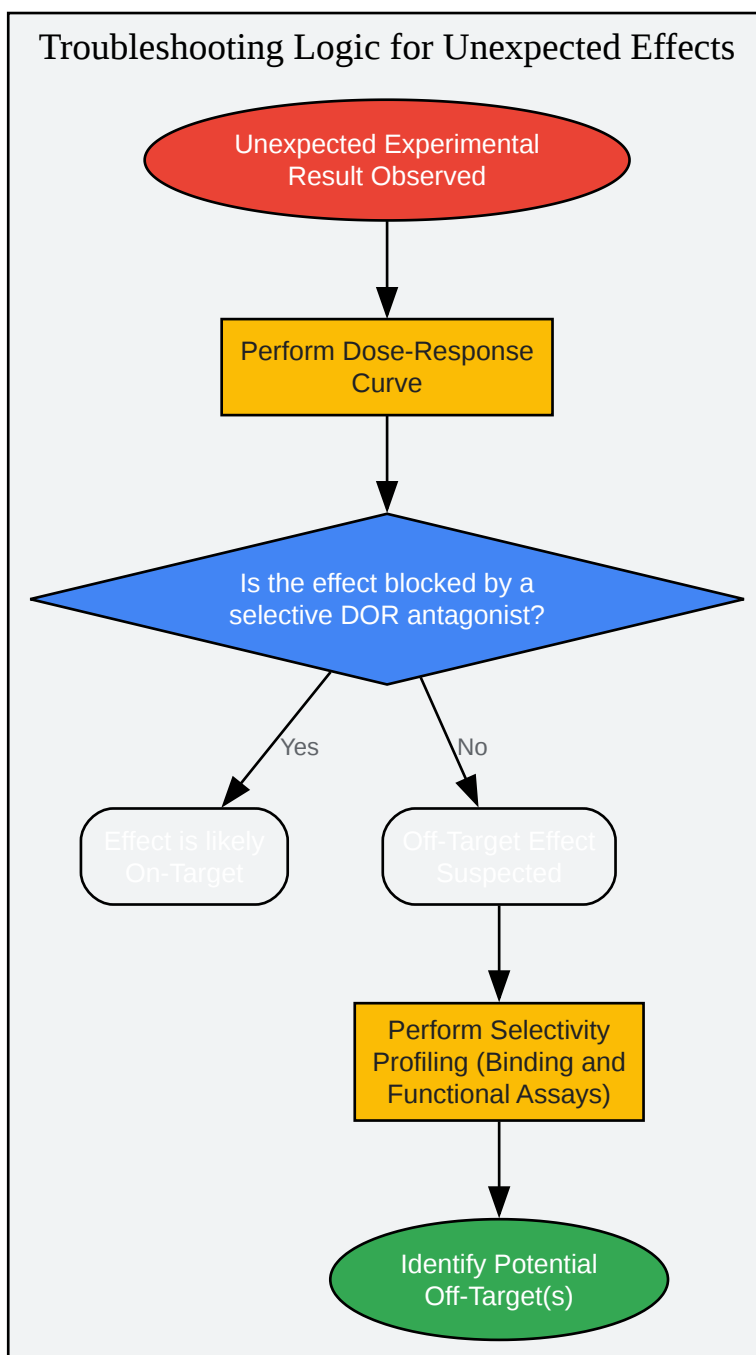 Troubleshooting Logic for Unexpected Effects
Unexpected Experimental
Result Observed
Perform Dose-Response
Curve
Is the effect blocked by a
selective DOR antagonist?
Yes
No
Effect is likely
On-Target
Off-Target Effect
Suspected
Perform Selectivity
Profiling (Binding and
Functional Assays)
Identify Potential
Off-Target(s)